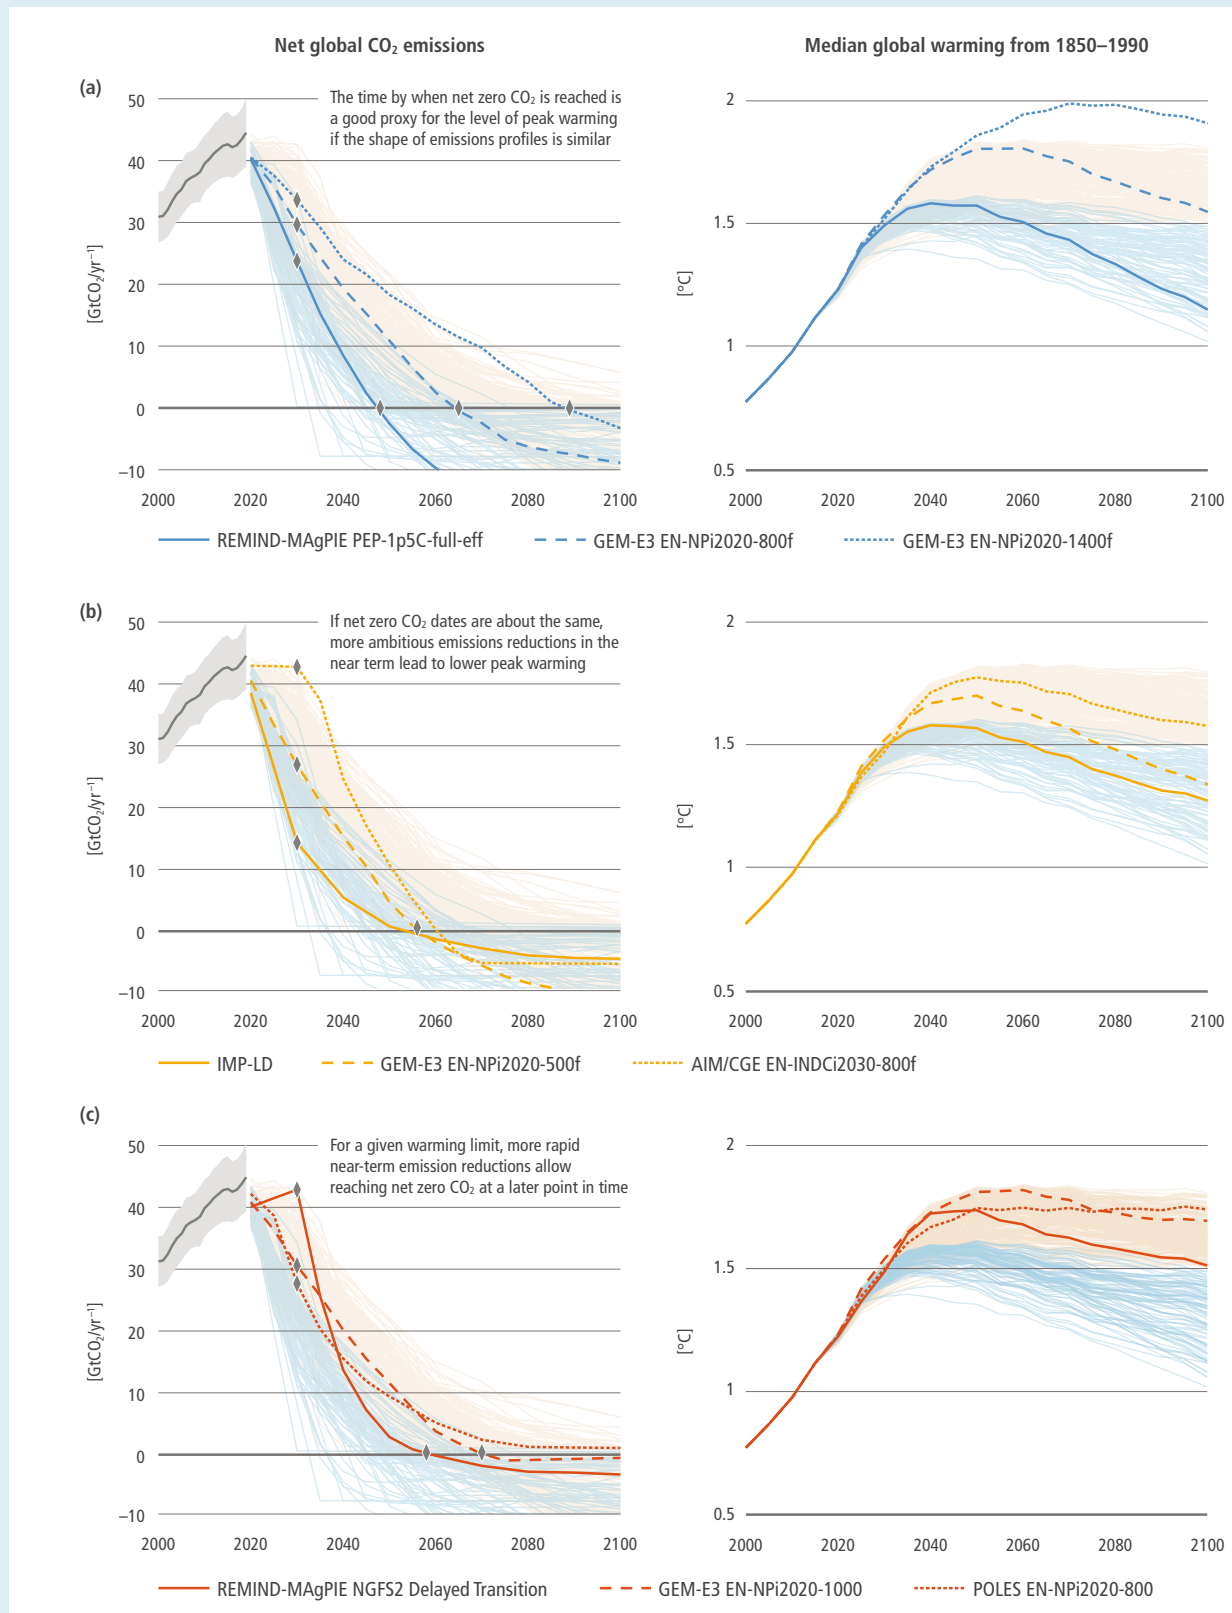 Net global CO₂ emissions
Median global warming from 1850–1990
(a)
The time by when net zero CO₂ is reached is
a good proxy for the level of peak warming
if the shape of emissions profiles is similar
[GtCO₂/yr⁻¹]
50
40
30
20
10
0
–10
2000 2020 2040 2060 2080 2100
[°C]
2
1.5
1
0.5
2000 2020 2040 2060 2080 2100
REMIND-MAgPIE PEP-1p5C-full-eff GEM-E3 EN-NPi2020-800f GEM-E3 EN-NPi2020-1400f
(b)
If net zero CO₂ dates are about the same,
more ambitious emissions reductions in the
near term lead to lower peak warming
[GtCO₂/yr⁻¹]
50
40
30
20
10
0
–10
2000 2020 2040 2060 2080 2100
[°C]
2
1.5
1
0.5
2000 2020 2040 2060 2080 2100
IMP-LD GEM-E3 EN-NPi2020-500f AIM/CGE EN-INDCi2030-800f
(c)
For a given warming limit, more rapid
near-term emission reductions allow
reaching net zero CO₂ at a later point in time
[GtCO₂/yr⁻¹]
50
40
30
20
10
0
–10
2000 2020 2040 2060 2080 2100
[°C]
2
1.5
1
0.5
2000 2020 2040 2060 2080 2100
REMIND-MAgPIE NGFS2 Delayed Transition GEM-E3 EN-NPi2020-1000 POLES EN-NPi2020-800